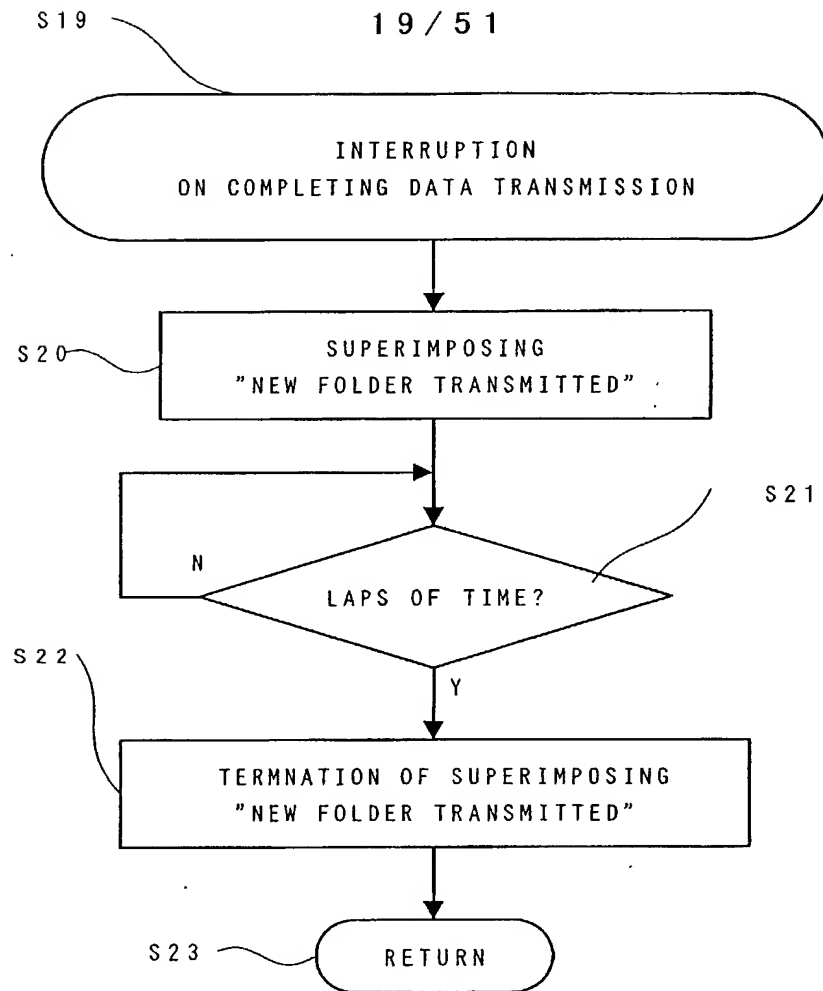 S19
19/51
INTERRUPTION
ON COMPLETING DATA TRANSMISSION
S20
SUPERIMPOSING
"NEW FOLDER TRANSMITTED"
S21
N
LAPS OF TIME?
S22
Y
TERMNATION OF SUPERIMPOSING
"NEW FOLDER TRANSMITTED"
S23
RETURN